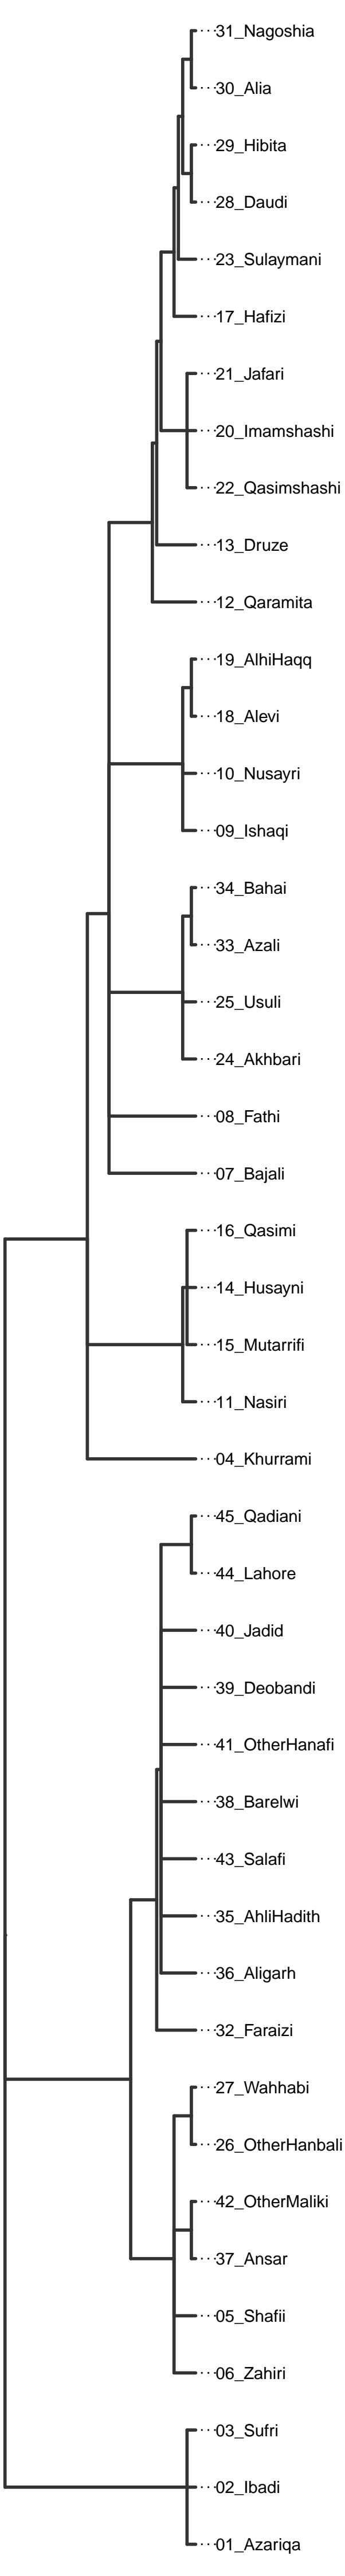 31_Nagoshia
30_Alia
29_Hibita
28_Daudi
23_Sulaymani
17_Hafizi
21_Jafari
20_Imamshashi
22_Qasimshashi
13_Druze
12_Qaramita
19_AlhiHaqq
18_Alevi
10_Nusayri
09_Ishaqi
34_Bahai
33_Azali
25_Usuli
24_Akhbari
08_Fathi
07_Bajali
16_Qasimi
14_Husayni
15_Mutarrifi
11_Nasiri
04_Khurrami
45_Qadiani
44_Lahore
40_Jadid
39_Deobandi
41_OtherHanafi
38_Barelwi
43_Salafi
35_AhliHadith
36_Aligarh
32_Faraizi
27_Wahhabi
26_OtherHanbali
42_OtherMaliki
37_Ansar
05_Shafii
06_Zahiri
03_Sufri
02_Ibadi
01_Azariqa